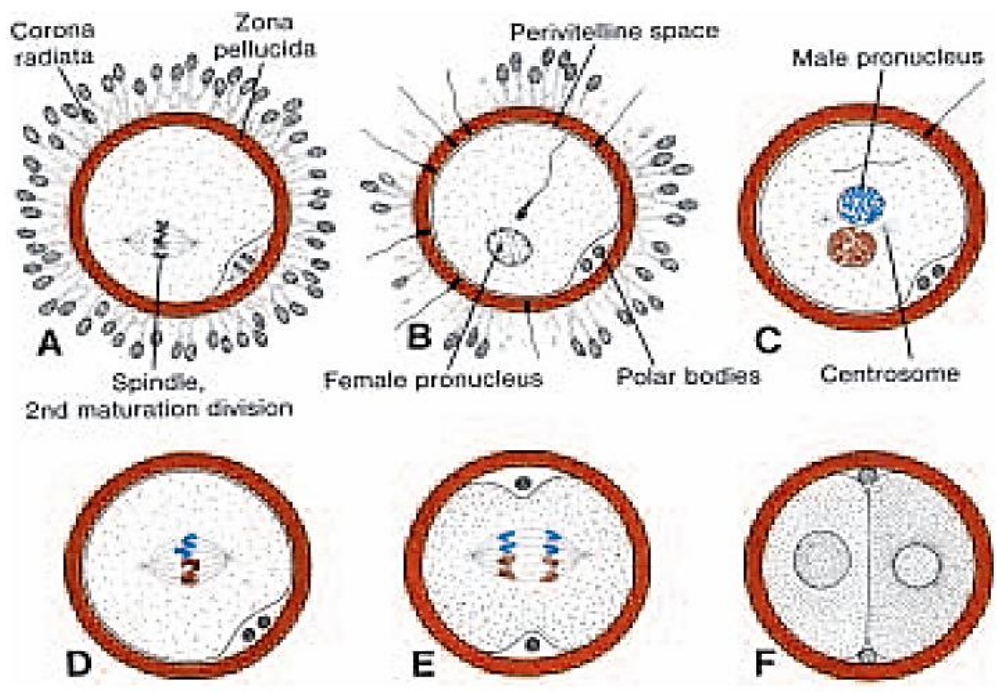 Corona
radiata
Zona
pellucida
Perivitelline space
Male pronucleus
A
B
C
Spindle,
2nd maturation division
Female pronucleus
Polar bodies
Centrosome
D
E
F